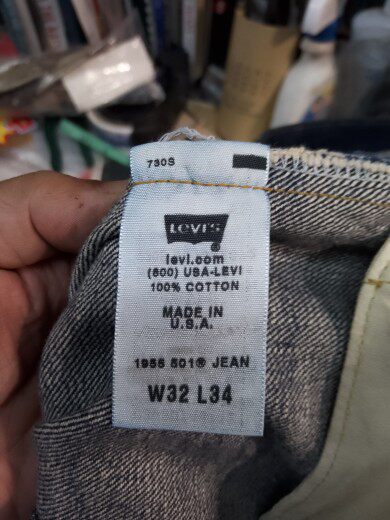 730S
LEVI'S
levi.com
(800) USA-LEVI
100% COTTON
MADE IN
U.S.A.
1955 501® JEAN
W32 L34